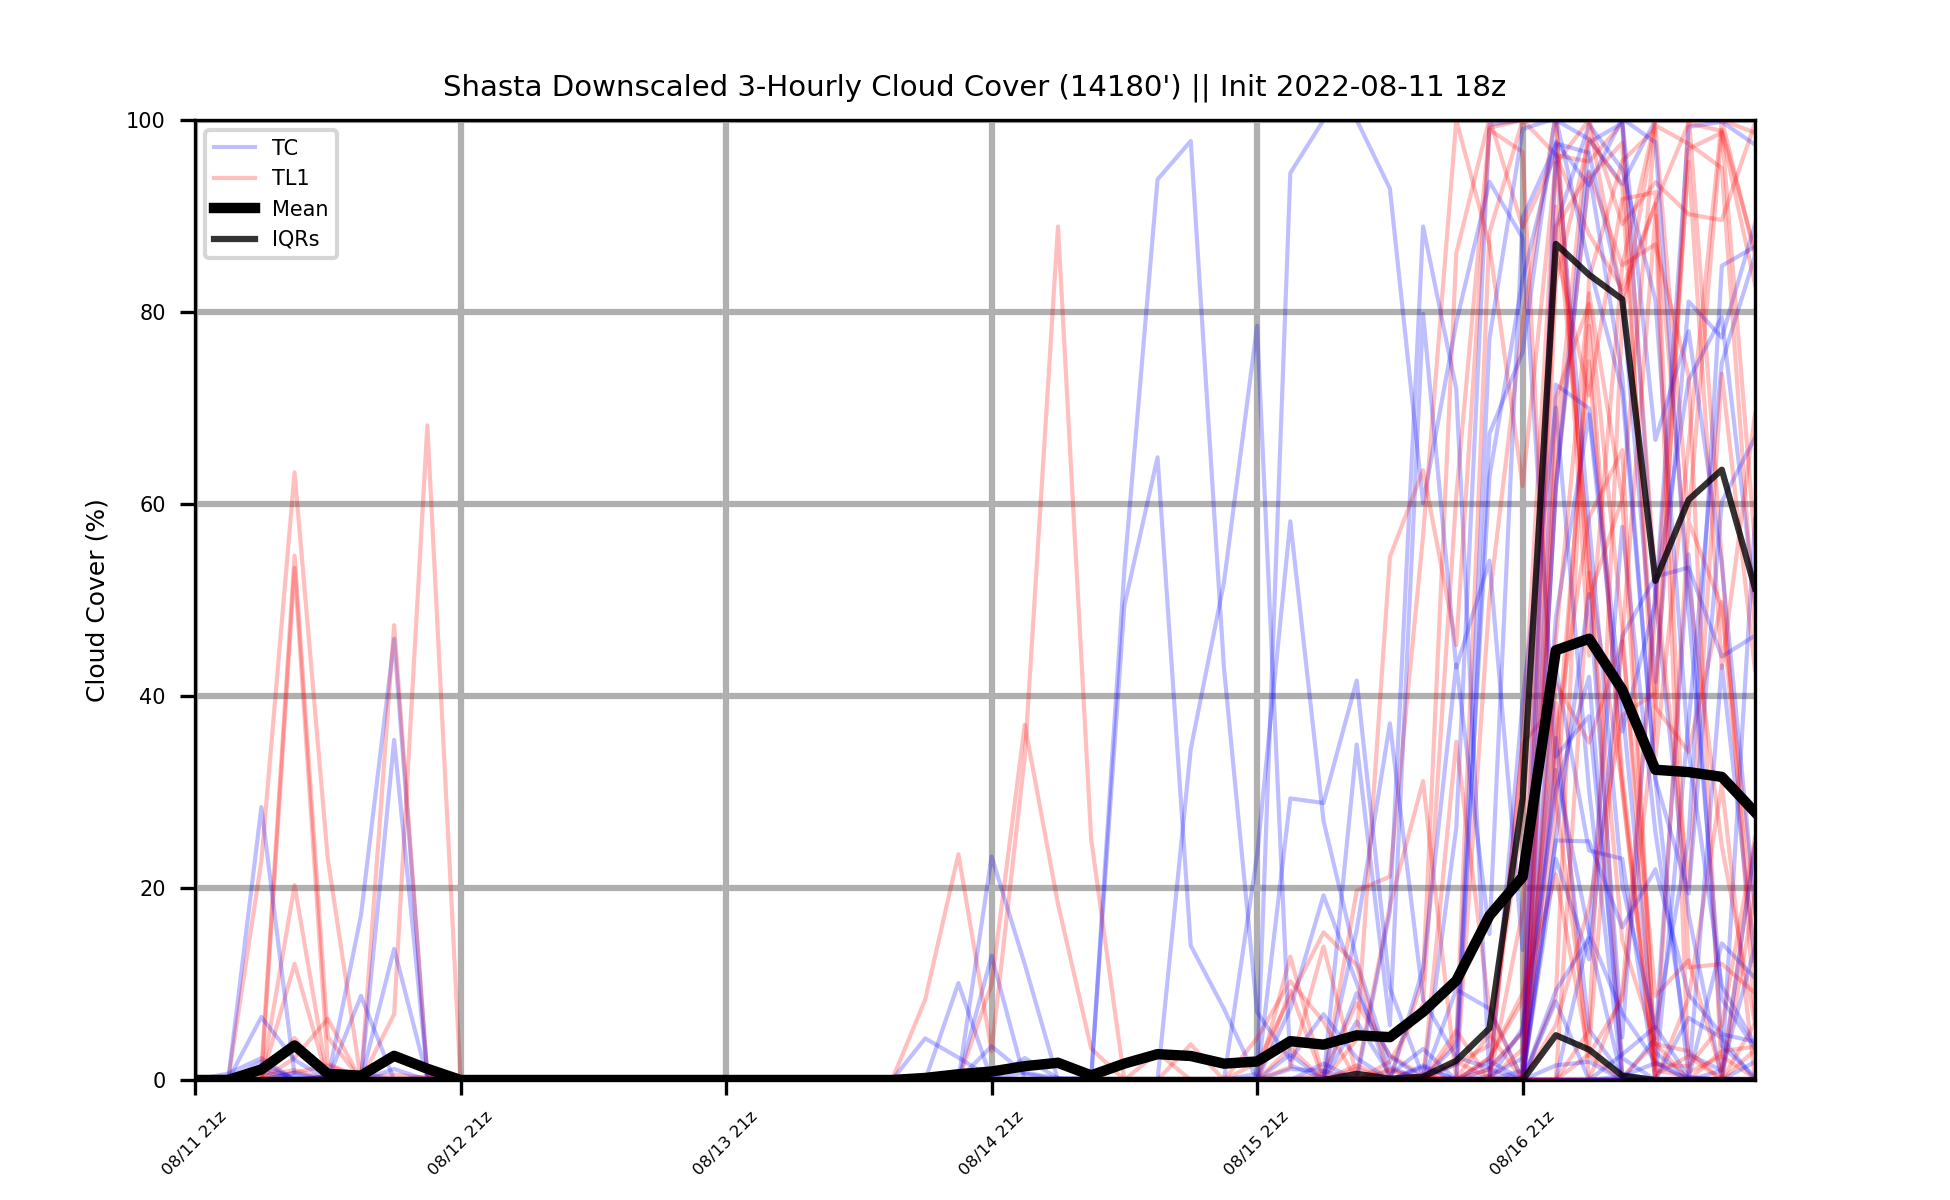 Shasta Downscaled 3-Hourly Cloud Cover (14180') || Init 2022-08-11 18z
100
80
60
40
20
0
Cloud Cover (%)
TC
TL1
Mean
IQRs
08/11 21z
08/12 21z
08/13 21z
08/14 21z
08/15 21z
08/16 21z